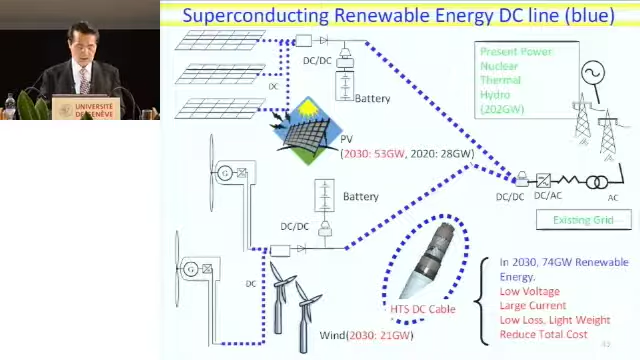 Superconducting Renewable Energy DC line (blue)
UNIVERSITÉ
DE GENÈVE
DC/DC
DC
Battery
PV
(2030: 53GW, 2020: 28GW)
Present Power
Nuclear
Thermal
Hydro
(202GW)
G
Battery
DC/DC
DC/DC
DC/AC
AC
Existing Grid
G
DC
HTS DC Cable
Wind(2030: 21GW)
In 2030, 74GW Renewable
Energy.
Low Voltage
Large Current
Low Loss, Light Weight
Reduce Total Cost